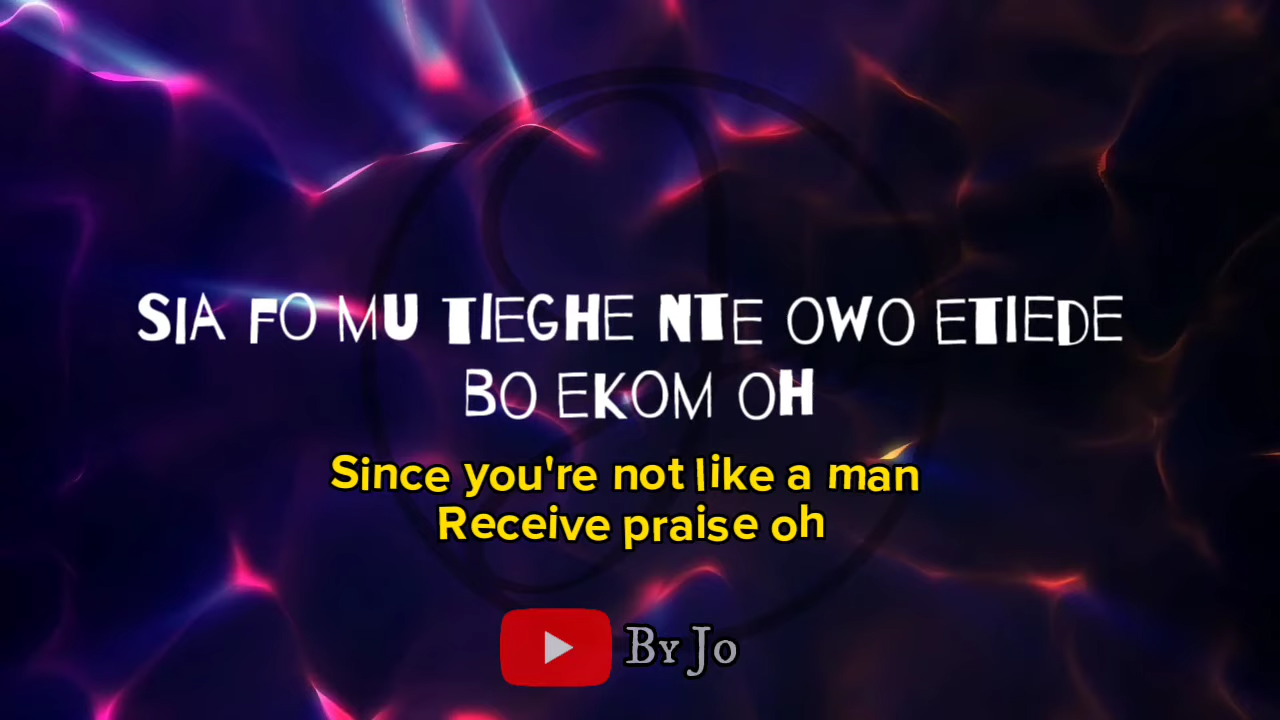 SIA FO MU TIEGHE NTE OWO ETIEDE
BO EKOM OH
Since you're not like a man
Receive praise oh
By Jo